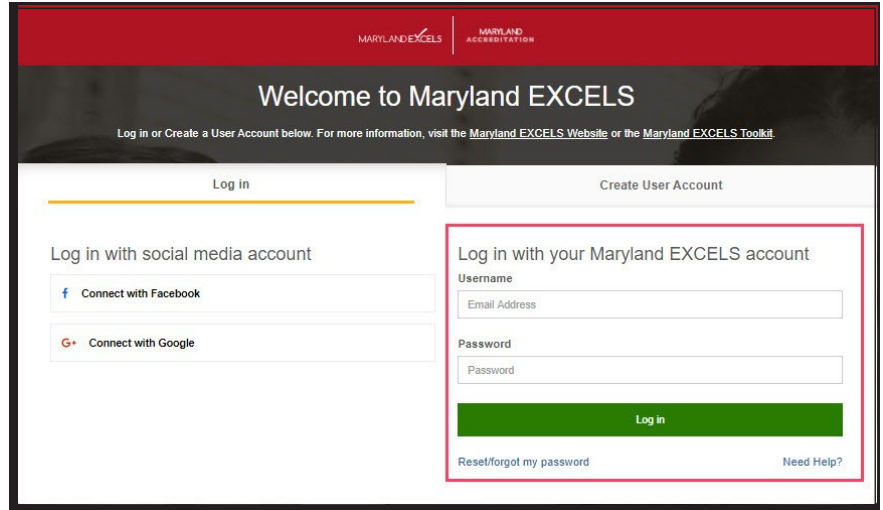 MARYLAND EXCELS
MARYLAND
ACCREDITATION
Welcome to Maryland EXCELS
Log in or Create a User Account below. For more information, visit the Maryland EXCELS Website or the Maryland EXCELS Toolkit.
Log in
Create User Account
Log in with social media account
f Connect with Facebook
G+ Connect with Google
Log in with your Maryland EXCELS account
Username
Email Address
Password
Password
Log in
Reset/forgot my password Need Help?